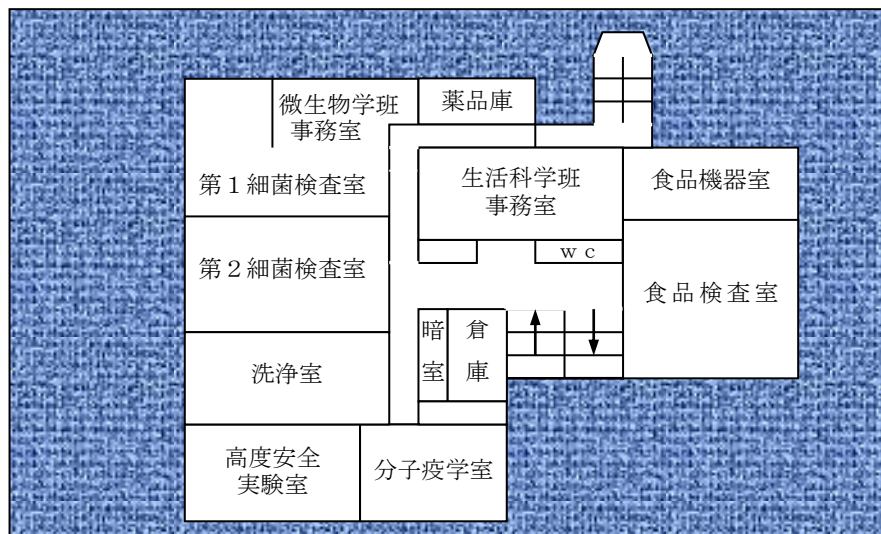 微生物学班
事務室
薬品庫
第１細菌検査室
生活科学班
事務室
食品機器室
第２細菌検査室
ｗｃ
食品検査室
暗室
倉庫
洗浄室
高度安全
実験室
分子疫学室